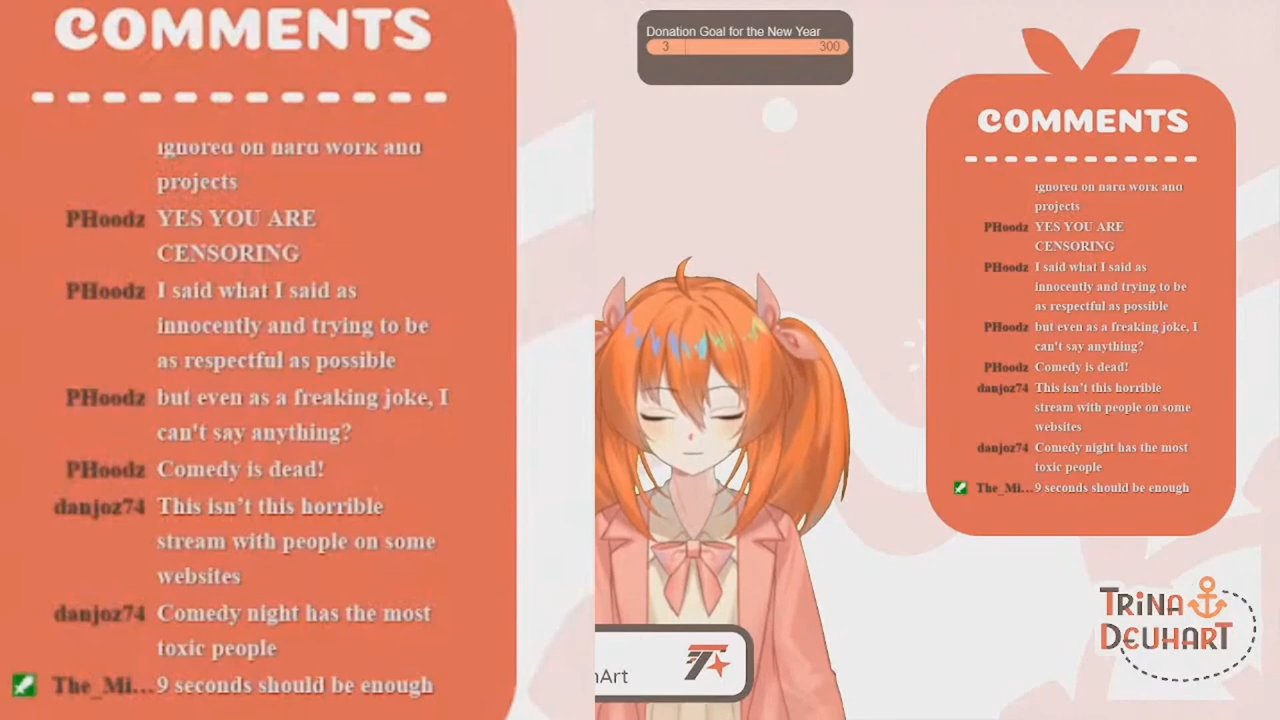 COMMENTS
ignored on hard work and
projects
PHoodz YES YOU ARE
CENSORING
PHoodz I said what I said as
innocently and trying to be
as respectful as possible
PHoodz but even as a freaking joke, I
can't say anything?
PHoodz Comedy is dead!
danjoz74 This isn't this horrible
stream with people on some
websites
danjoz74 Comedy night has the most
toxic people
The_Mi... 9 seconds should be enough
Donation Goal for the New Year
3 300
nArt
COMMENTS
ignored on hard work and
projects
PHoodz YES YOU ARE
CENSORING
PHoodz I said what I said as
innocently and trying to be
as respectful as possible
PHoodz but even as a freaking joke, I
can't say anything?
PHoodz Comedy is dead!
danjoz74 This isn't this horrible
stream with people on some
websites
danjoz74 Comedy night has the most
toxic people
The_Mi... 9 seconds should be enough
TRiNA
DEUHART